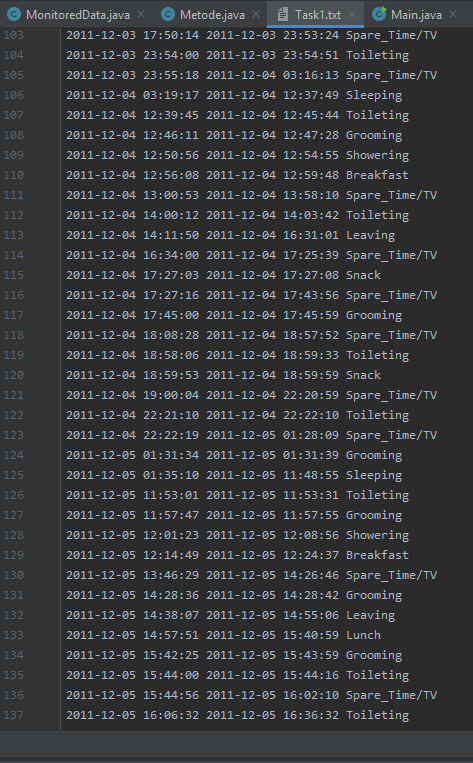 MonitoredData.java Metode.java Task1.txt Main.java
103 2011-12-03 17:50:14 2011-12-03 23:53:24 Spare_Time/TV
104 2011-12-03 23:54:00 2011-12-03 23:54:51 Toileting
105 2011-12-03 23:55:18 2011-12-04 03:16:13 Spare_Time/TV
106 2011-12-04 03:19:17 2011-12-04 12:37:49 Sleeping
107 2011-12-04 12:39:45 2011-12-04 12:45:44 Toileting
108 2011-12-04 12:46:11 2011-12-04 12:47:28 Grooming
109 2011-12-04 12:50:56 2011-12-04 12:54:55 Showering
110 2011-12-04 12:56:08 2011-12-04 12:59:48 Breakfast
111 2011-12-04 13:00:53 2011-12-04 13:58:10 Spare_Time/TV
112 2011-12-04 14:00:12 2011-12-04 14:03:42 Toileting
113 2011-12-04 14:11:50 2011-12-04 16:31:01 Leaving
114 2011-12-04 16:34:00 2011-12-04 17:25:39 Spare_Time/TV
115 2011-12-04 17:27:03 2011-12-04 17:27:08 Snack
116 2011-12-04 17:27:16 2011-12-04 17:43:56 Spare_Time/TV
117 2011-12-04 17:45:00 2011-12-04 17:45:59 Grooming
118 2011-12-04 18:08:28 2011-12-04 18:57:52 Spare_Time/TV
119 2011-12-04 18:58:06 2011-12-04 18:59:33 Toileting
120 2011-12-04 18:59:53 2011-12-04 18:59:59 Snack
121 2011-12-04 19:00:04 2011-12-04 22:20:59 Spare_Time/TV
122 2011-12-04 22:21:10 2011-12-04 22:22:10 Toileting
123 2011-12-04 22:22:19 2011-12-05 01:28:09 Spare_Time/TV
124 2011-12-05 01:31:34 2011-12-05 01:31:39 Grooming
125 2011-12-05 01:35:10 2011-12-05 11:48:55 Sleeping
126 2011-12-05 11:53:01 2011-12-05 11:53:31 Toileting
127 2011-12-05 11:57:47 2011-12-05 11:57:55 Grooming
128 2011-12-05 12:01:23 2011-12-05 12:08:56 Showering
129 2011-12-05 12:14:49 2011-12-05 12:24:37 Breakfast
130 2011-12-05 13:46:29 2011-12-05 14:26:46 Spare_Time/TV
131 2011-12-05 14:28:36 2011-12-05 14:28:42 Grooming
132 2011-12-05 14:38:07 2011-12-05 14:55:06 Leaving
133 2011-12-05 14:57:51 2011-12-05 15:40:59 Lunch
134 2011-12-05 15:42:25 2011-12-05 15:43:59 Grooming
135 2011-12-05 15:44:00 2011-12-05 15:44:16 Toileting
136 2011-12-05 15:44:56 2011-12-05 16:02:10 Spare_Time/TV
137 2011-12-05 16:06:32 2011-12-05 16:36:32 Toileting